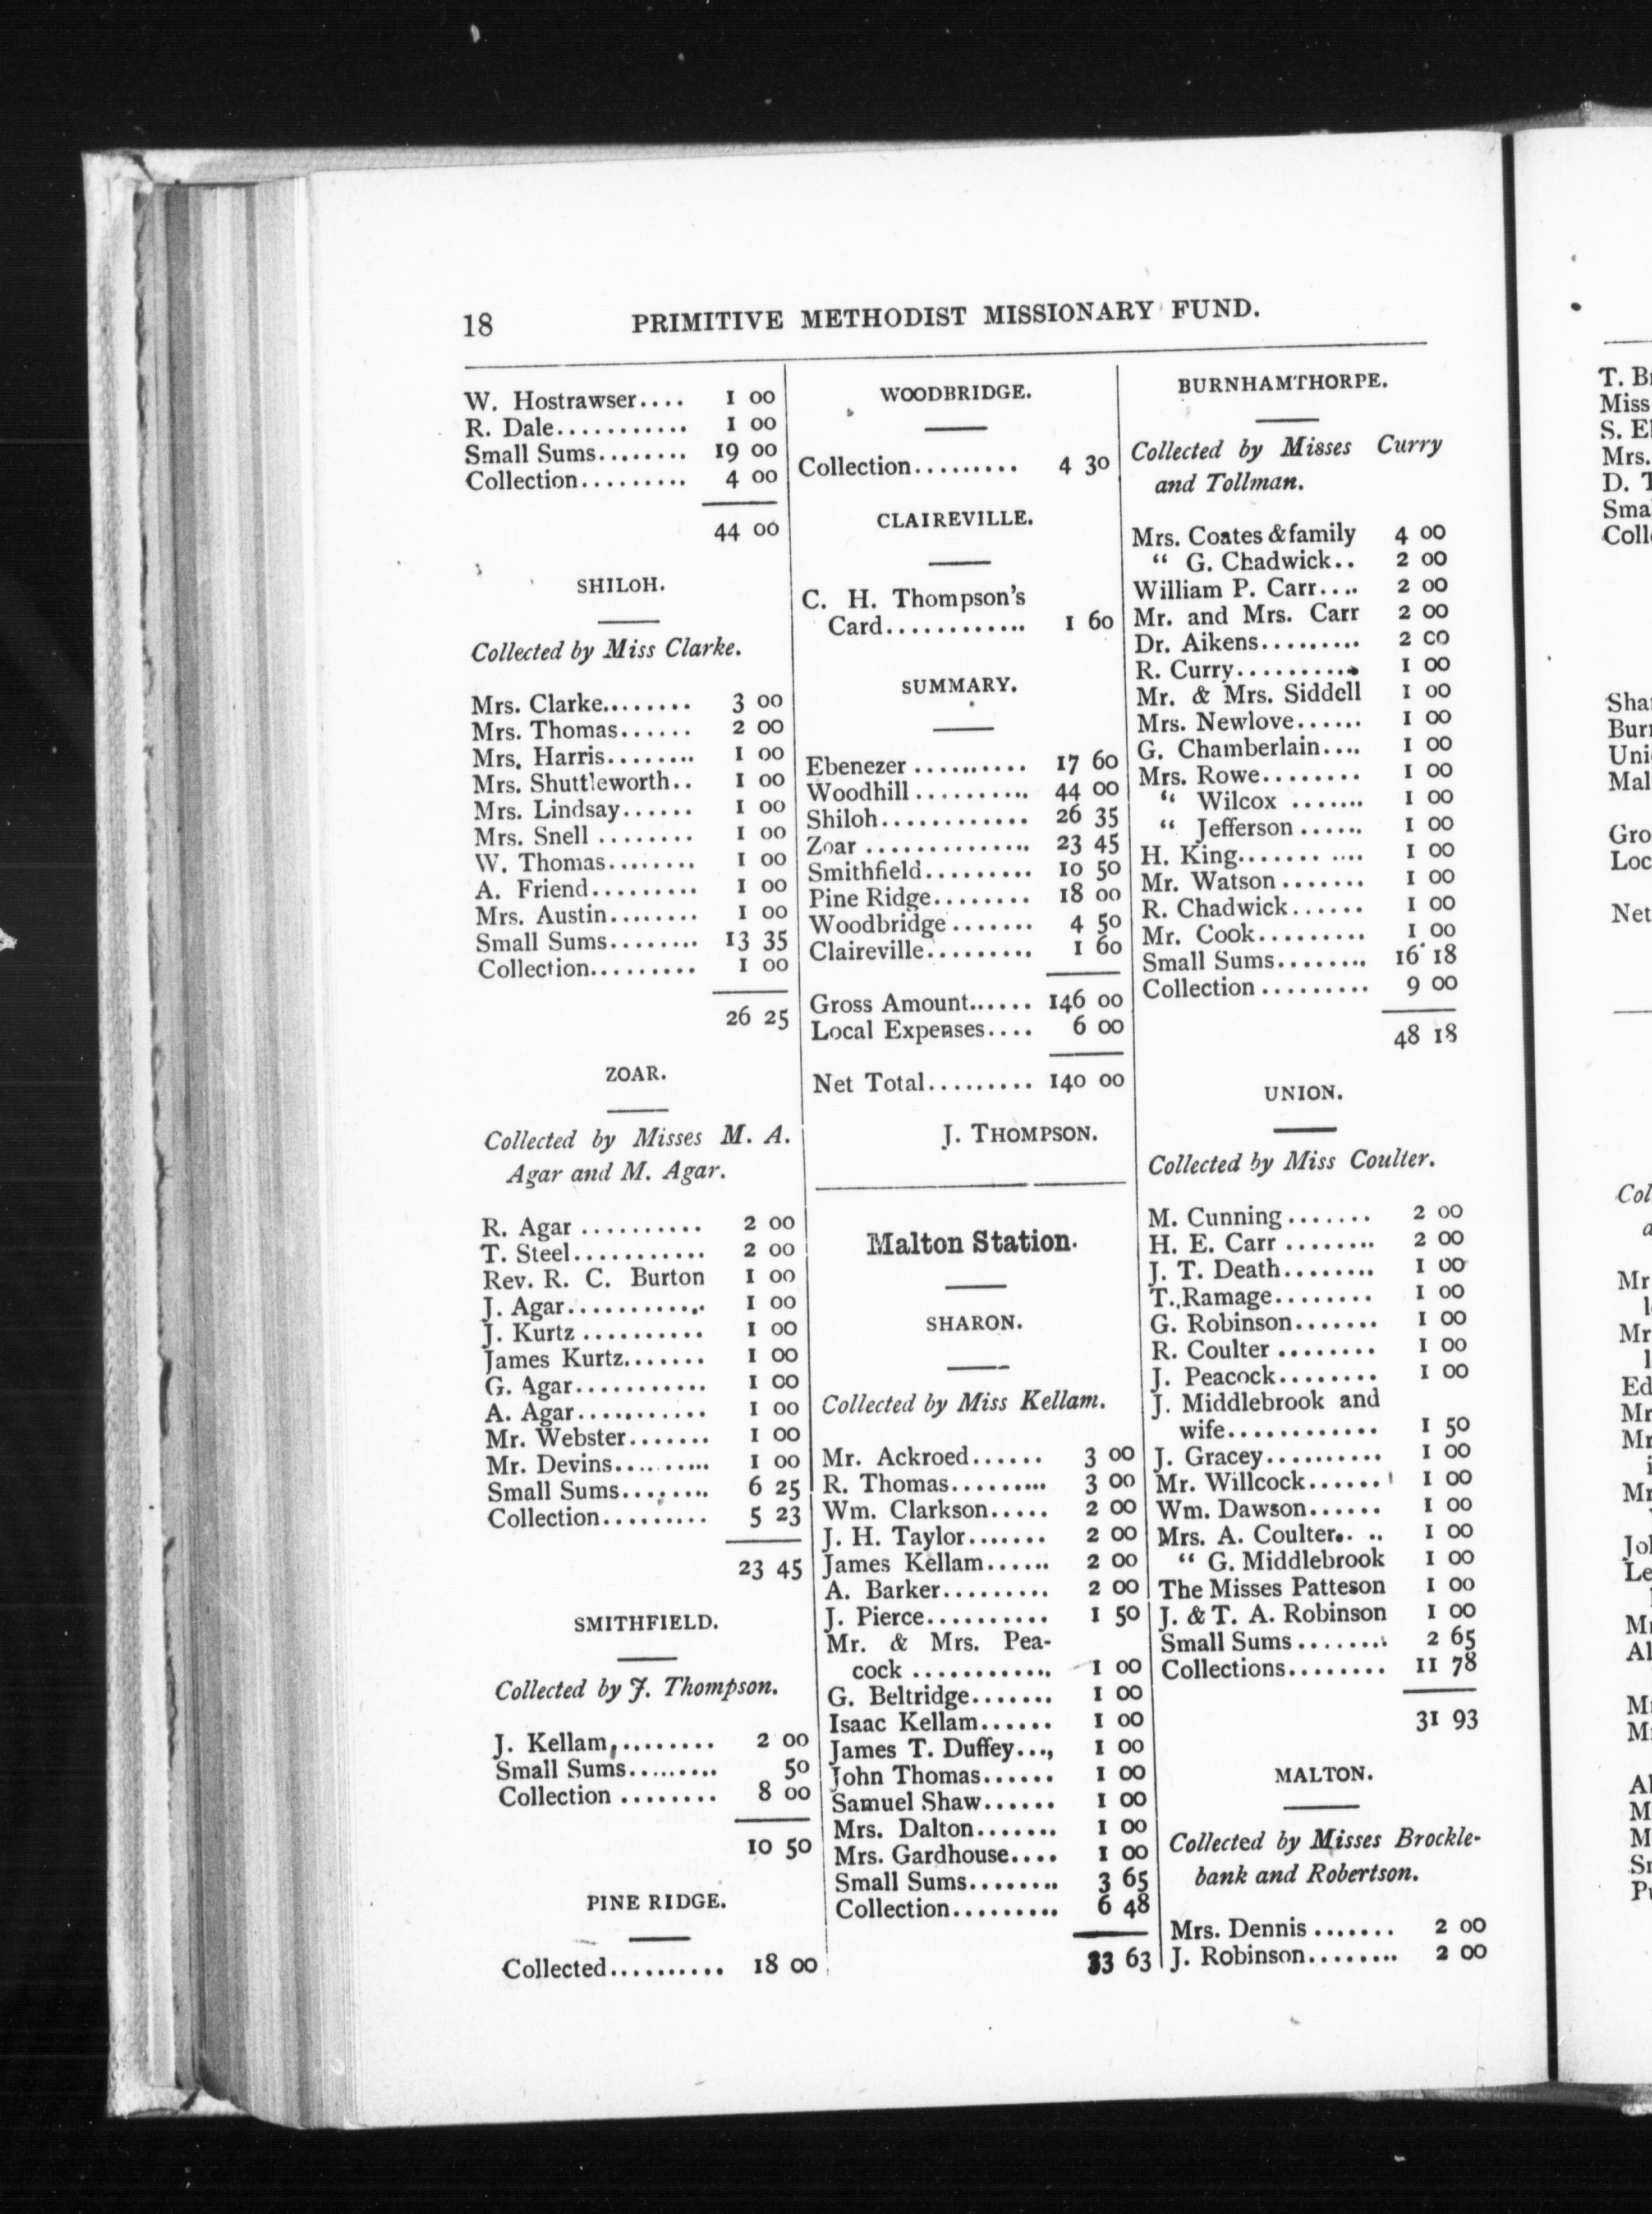 18 PRIMITIVE METHODIST MISSIONARY FUND.
W. Hostrawser.... 1 00
R. Dale........... 1 00
Small Sums........ 19 00
Collection......... 4 00
44 00
SHILOH.
Collected by Miss Clarke.
Mrs. Clarke........ 3 00
Mrs. Thomas...... 2 00
Mrs. Harris........ 1 00
Mrs. Shuttleworth.. 1 00
Mrs. Lindsay...... 1 00
Mrs. Snell ........ 1 00
W. Thomas........ 1 00
A. Friend......... 1 00
Mrs. Austin........ 1 00
Small Sums........ 13 35
Collection......... 1 00
26 25
ZOAR.
Collected by Misses M. A.
Agar and M. Agar.
R. Agar .......... 2 00
T. Steel........... 2 00
Rev. R. C. Burton 1 00
J. Agar............ 1 00
J. Kurtz .......... 1 00
James Kurtz....... 1 00
G. Agar........... 1 00
A. Agar........... 1 00
Mr. Webster....... 1 00
Mr. Devins......... 1 00
Small Sums........ 6 25
Collection......... 5 23
23 45
SMITHFIELD.
Collected by J. Thompson.
J. Kellam,........ 2 00
Small Sums......... 50
Collection ........ 8 00
10 50
PINE RIDGE.
Collected.......... 18 00
WOODBRIDGE.
Collection......... 4 30
CLAIREVILLE.
C. H. Thompson's
Card............ 1 60
SUMMARY.
Ebenezer .......... 17 60
Woodhill .......... 44 00
Shiloh............ 26 35
Zoar .............. 23 45
Smithfield......... 10 50
Pine Ridge........ 18 00
Woodbridge ....... 4 50
Claireville......... 1 60
Gross Amount...... 146 00
Local Expenses.... 6 00
Net Total......... 140 00
J. THOMPSON.
Malton Station.
SHARON.
Collected by Miss Kellam.
Mr. Ackroed...... 3 00
R. Thomas......... 3 00
Wm. Clarkson..... 2 00
J. H. Taylor....... 2 00
James Kellam...... 2 00
A. Barker......... 2 00
J. Pierce.......... 1 50
Mr. & Mrs. Pea-
cock ............ 1 00
G. Beltridge....... 1 00
Isaac Kellam...... 1 00
James T. Duffey..., 1 00
John Thomas...... 1 00
Samuel Shaw...... 1 00
Mrs. Dalton....... 1 00
Mrs. Gardhouse.... 1 00
Small Sums........ 3 65
Collection......... 6 48
33 63
BURNHAMTHORPE.
Collected by Misses Curry
and Tollman.
Mrs. Coates & family 4 00
" G. Chadwick.. 2 00
William P. Carr.... 2 00
Mr. and Mrs. Carr 2 00
Dr. Aikens......... 2 00
R. Curry........... 1 00
Mr. & Mrs. Siddell 1 00
Mrs. Newlove...... 1 00
G. Chamberlain.... 1 00
Mrs. Rowe........ 1 00
" Wilcox ....... 1 00
" Jefferson ...... 1 00
H. King....... .... 1 00
Mr. Watson ....... 1 00
R. Chadwick...... 1 00
Mr. Cook......... 1 00
Small Sums........ 16 18
Collection ......... 9 00
48 18
UNION.
Collected by Miss Coulter.
M. Cunning ....... 2 00
H. E. Carr ........ 2 00
J. T. Death........ 1 00
T. Ramage........ 1 00
G. Robinson....... 1 00
R. Coulter ........ 1 00
J. Peacock........ 1 00
J. Middlebrook and
wife............ 1 50
J. Gracey.......... 1 00
Mr. Willcock...... 1 00
Wm. Dawson...... 1 00
Mrs. A. Coulter.. .. 1 00
" G. Middlebrook 1 00
The Misses Patteson 1 00
J. & T. A. Robinson 1 00
Small Sums ........ 2 65
Collections........ 11 78
31 93
MALTON.
Collected by Misses Brockle-
bank and Robertson.
Mrs. Dennis ....... 2 00
J. Robinson........ 2 00